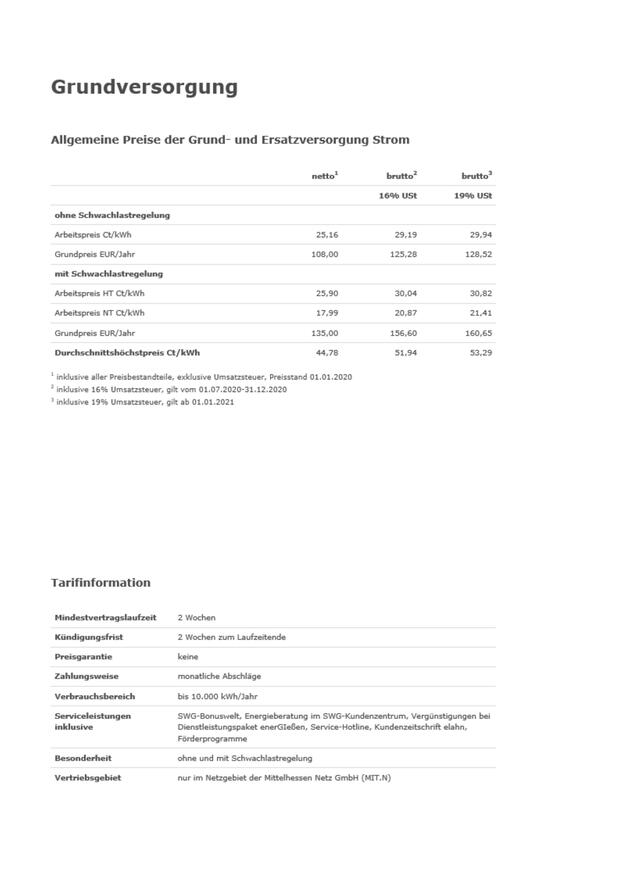 Grundversorgung
Allgemeine Preise der Grund- und Ersatzversorgung Strom
netto¹ brutto² brutto³
16% USt 19% USt
ohne Schwachlastregelung
Arbeitspreis Ct/kWh 25,16 29,19 29,94
Grundpreis EUR/Jahr 108,00 125,28 128,52
mit Schwachlastregelung
Arbeitspreis HT Ct/kWh 25,90 30,04 30,82
Arbeitspreis NT Ct/kWh 17,99 20,87 21,41
Grundpreis EUR/Jahr 135,00 156,60 160,65
Durchschnittshöchstpreis Ct/kWh 44,78 51,94 53,29
¹ inklusive aller Preisbestandteile, exklusive Umsatzsteuer, Preisstand 01.01.2020
² inklusive 16% Umsatzsteuer, gilt vom 01.07.2020-31.12.2020
³ inklusive 19% Umsatzsteuer, gilt ab 01.01.2021
Tarifinformation
Mindestvertragslaufzeit 2 Wochen
Kündigungsfrist 2 Wochen zum Laufzeitende
Preisgarantie keine
Zahlungsweise monatliche Abschläge
Verbrauchsbereich bis 10.000 kWh/Jahr
Serviceleistungen SWG-Bonuswelt, Energieberatung im SWG-Kundenzentrum, Vergünstigungen bei
inklusive Dienstleistungspaket enerGIeßen, Service-Hotline, Kundenzeitschrift elahn,
Förderprogramme
Besonderheit ohne und mit Schwachlastregelung
Vertriebsgebiet nur im Netzgebiet der Mittelhessen Netz GmbH (MIT.N)